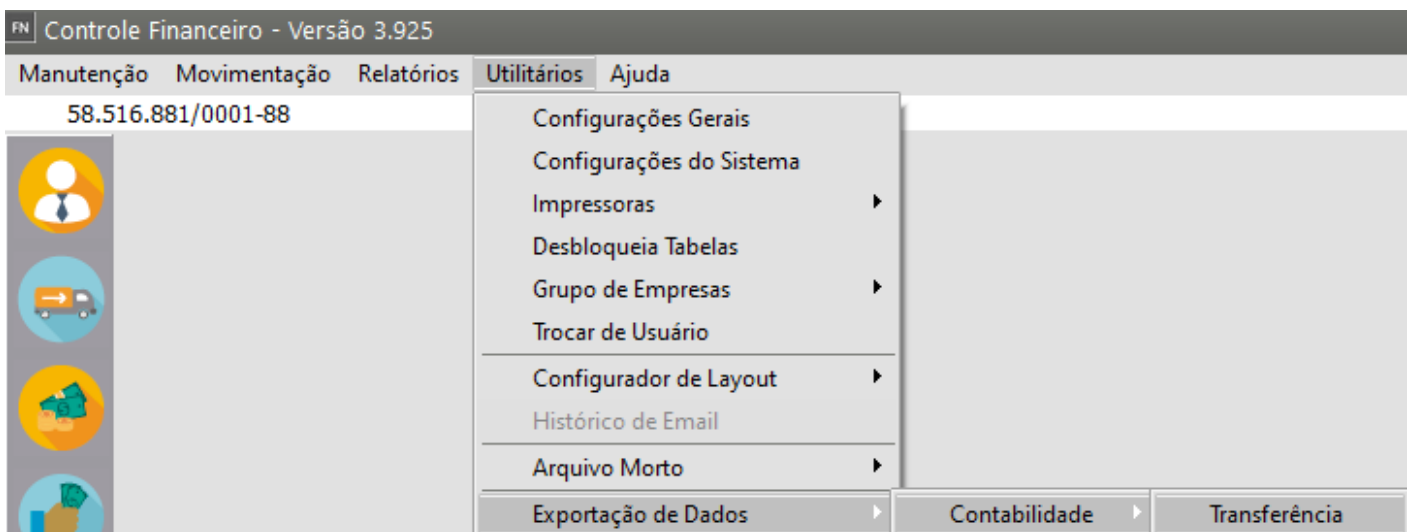 FN Controle Financeiro - Versão 3.925
Manutenção Movimentação Relatórios Utilitários Ajuda
58.516.881/0001-88
Configurações Gerais
Configurações do Sistema
Impressoras
Desbloqueia Tabelas
Grupo de Empresas
Trocar de Usuário
Configurador de Layout
Histórico de Email
Arquivo Morto
Exportação de Dados Contabilidade Transferência